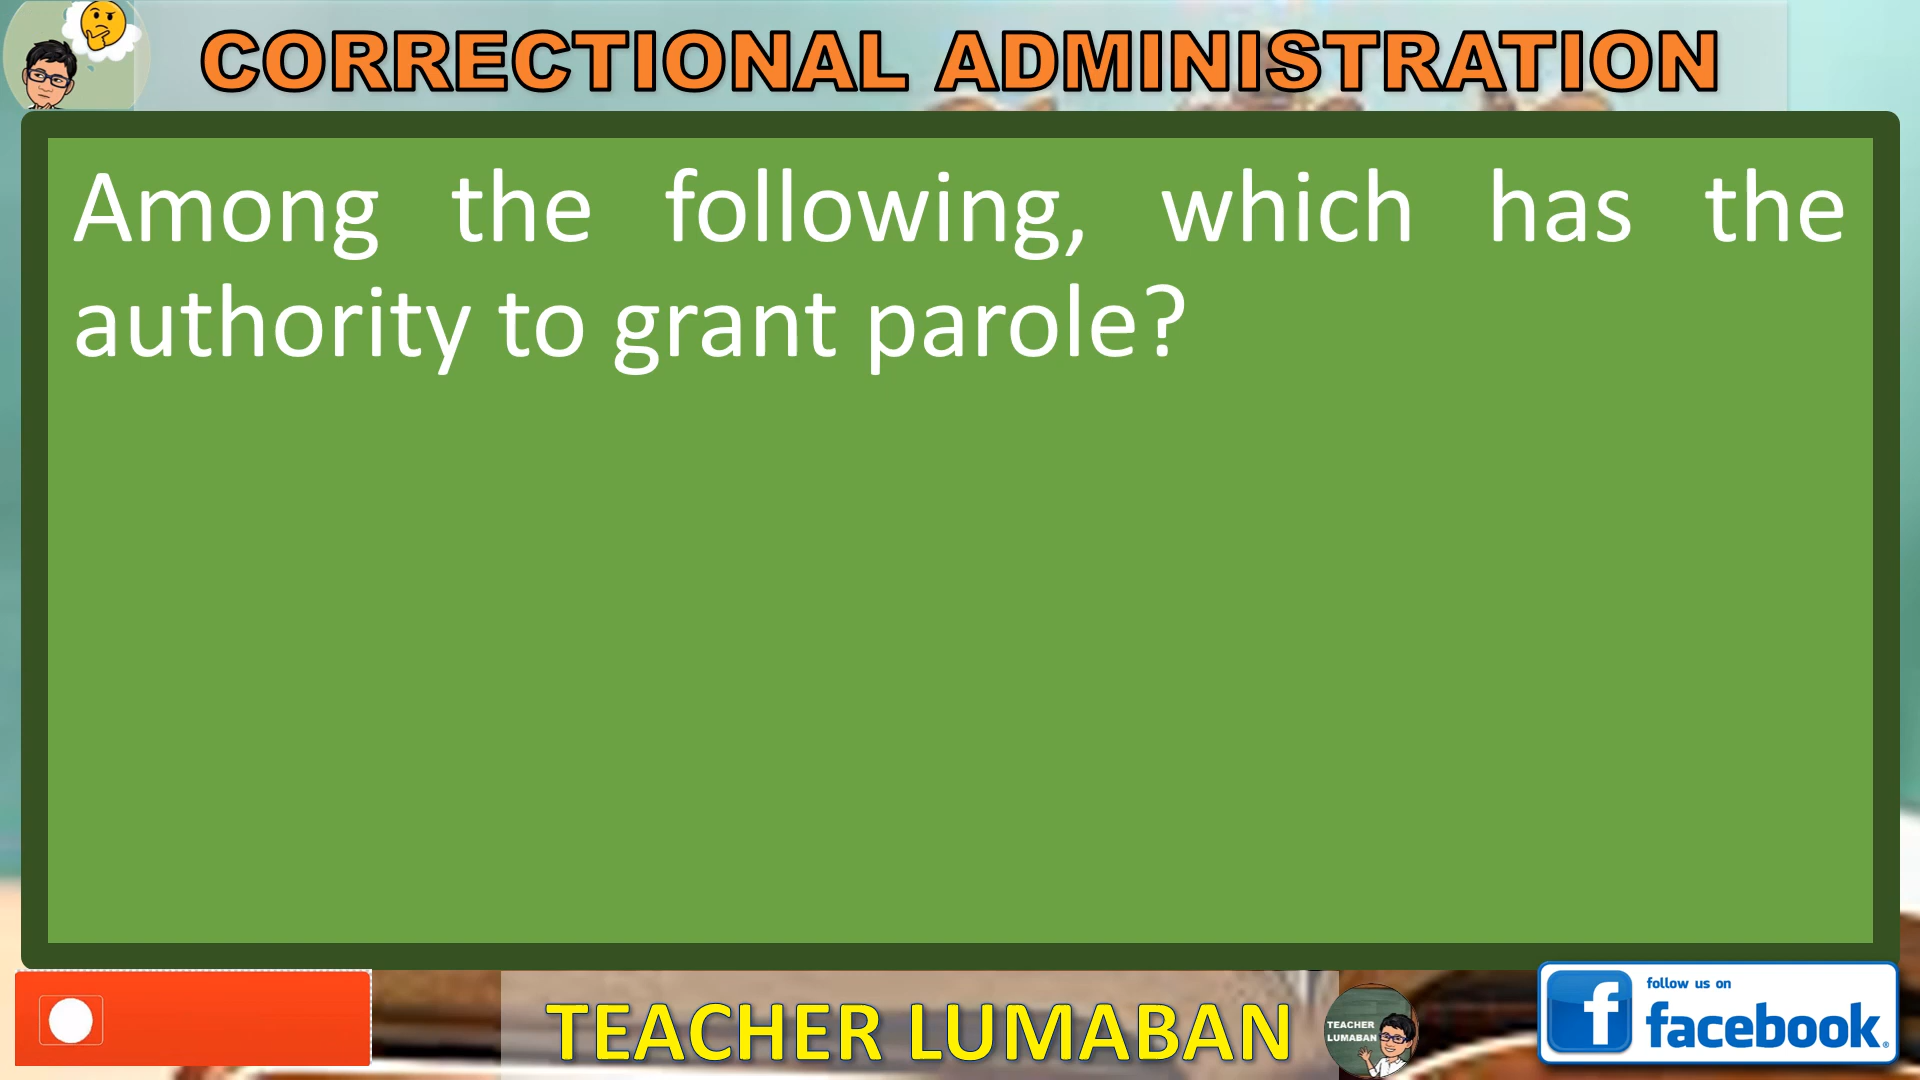 CORRECTIONAL ADMINISTRATION
Among the following, which has the
authority to grant parole?
TEACHER LUMABAN
TEACHER
LUMABAN
follow us on
facebook.